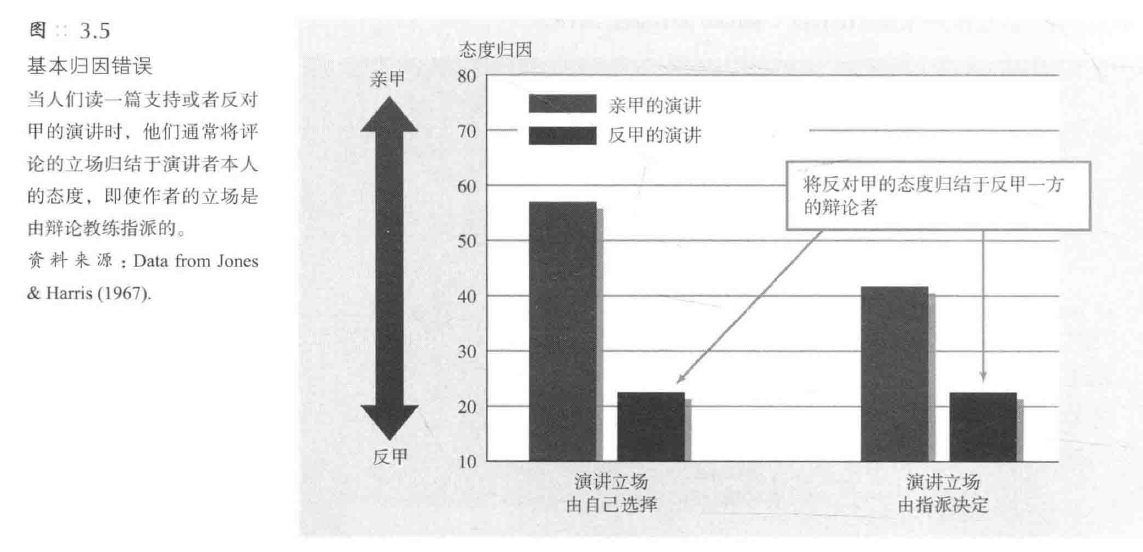 图 :: 3.5
基本归因错误
当人们读一篇支持或者反对
甲的演讲时，他们通常将评
论的立场归结于演讲者本人
的态度，即使作者的立场是
由辩论教练指派的。
资料来源：Data from Jones
& Harris (1967).
态度归因
亲甲
反甲
80
70
60
50
40
30
20
10
亲甲的演讲
反甲的演讲
将反对甲的态度归结于反甲一方
的辩论者
演讲立场
由自己选择
演讲立场
由指派决定